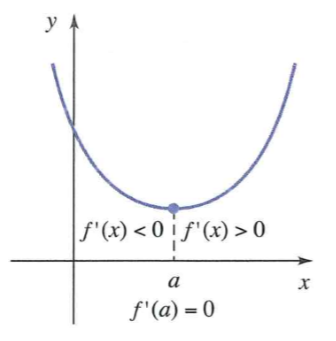 y
f'(x) < 0 f'(x) > 0
a
x
f'(a) = 0